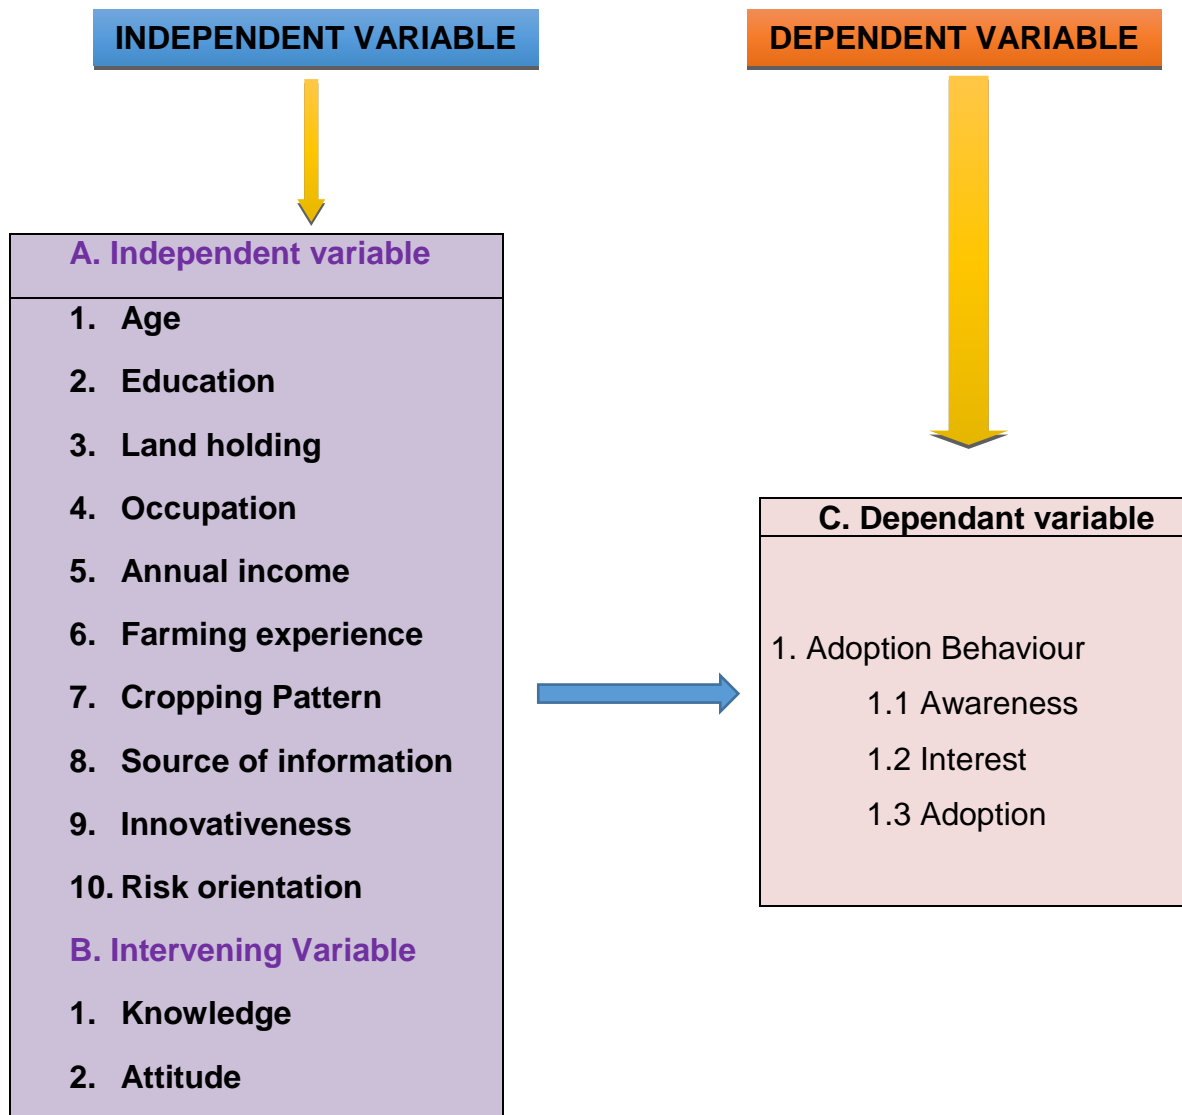 INDEPENDENT VARIABLE
DEPENDENT VARIABLE
A. Independent variable
1. Age
2. Education
3. Land holding
4. Occupation
5. Annual income
6. Farming experience
7. Cropping Pattern
8. Source of information
9. Innovativeness
10. Risk orientation
B. Intervening Variable
1. Knowledge
2. Attitude
C. Dependant variable
1. Adoption Behaviour
1.1 Awareness
1.2 Interest
1.3 Adoption